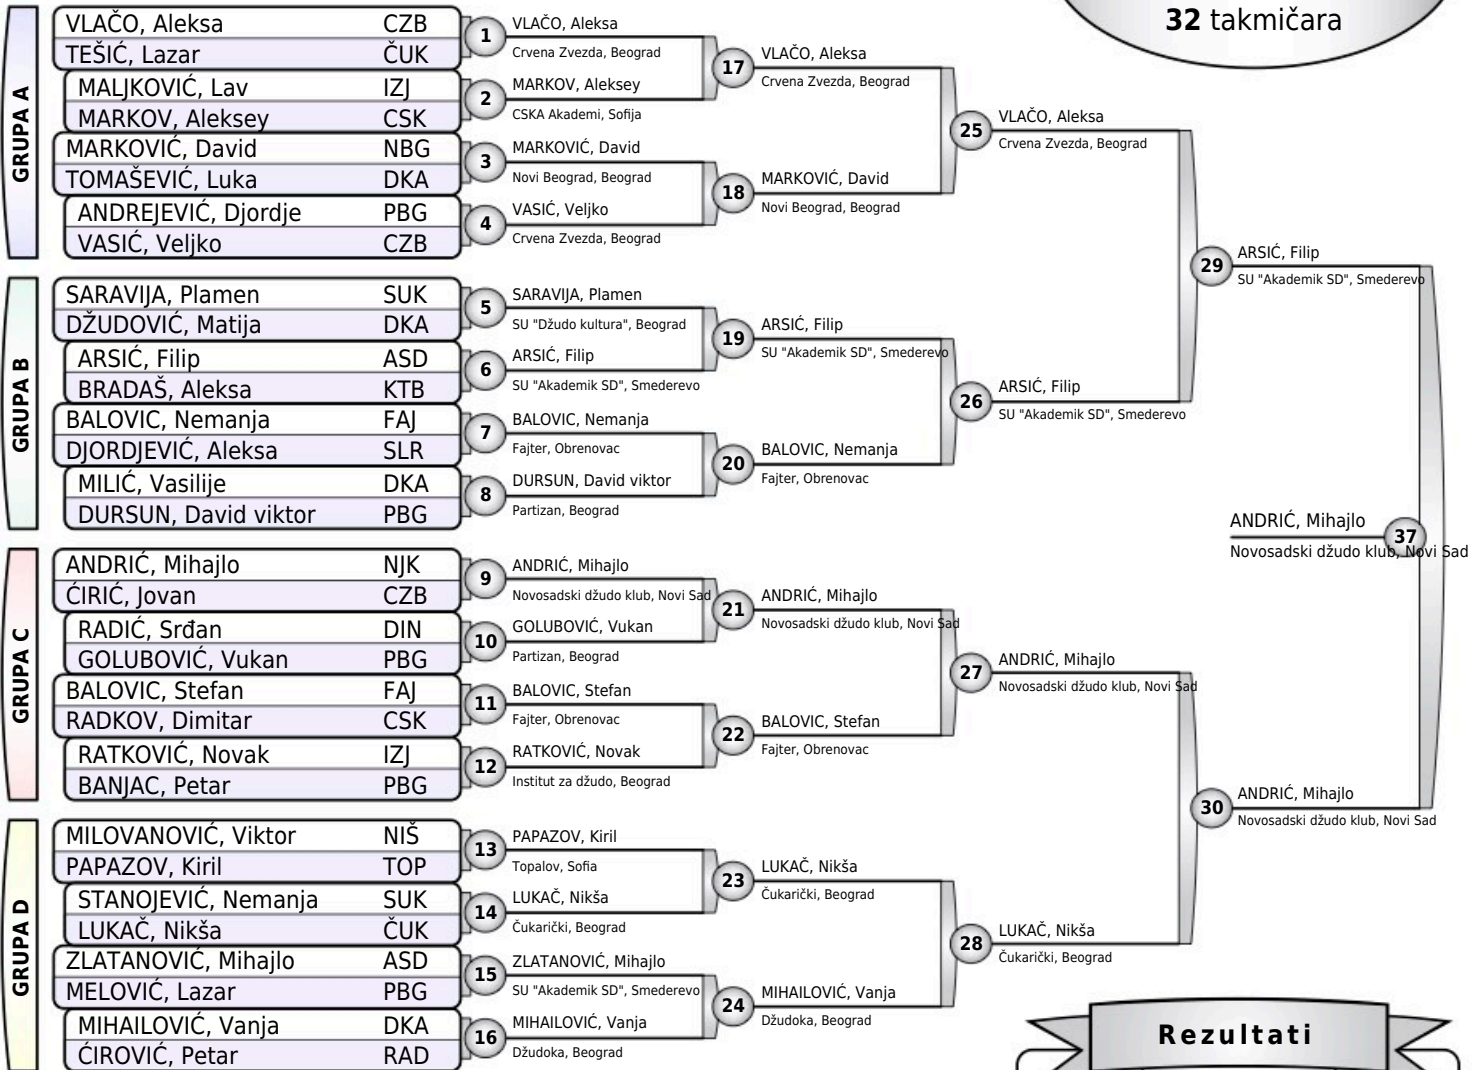 32 takmičara
GRUPA A
VLAČO, Aleksa CZB
TEŠIĆ, Lazar ČUK
MALJKOVIĆ, Lav IZJ
MARKOV, Aleksey CSK
MARKOVIĆ, David NBG
TOMAŠEVIĆ, Luka DKA
ANDREJEVIĆ, Djordje PBG
VASIĆ, Veljko CZB
GRUPA B
SARAVIJA, Plamen SUK
DŽUDOVIĆ, Matija DKA
ARSIĆ, Filip ASD
BRADAŠ, Aleksa KTB
BALOVIC, Nemanja FAJ
DJORDJEVIĆ, Aleksa SLR
MILIĆ, Vasilije DKA
DURSUN, David viktor PBG
GRUPA C
ANDRIĆ, Mihajlo NJK
ĆIRIĆ, Jovan CZB
RADIĆ, Srđan DIN
GOLUBOVIĆ, Vukan PBG
BALOVIC, Stefan FAJ
RADKOV, Dimitar CSK
RATKOVIĆ, Novak IZJ
BANJAC, Petar PBG
GRUPA D
MILOVANOVIĆ, Viktor NIŠ
PAPAZOV, Kiril TOP
STANOJEVIĆ, Nemanja SUK
LUKAČ, Nikša ČUK
ZLATANOVIĆ, Mihajlo ASD
MELOVIĆ, Lazar PBG
MIHAILOVIĆ, Vanja DKA
ĆIROVIĆ, Petar RAD
1 VLAČO, Aleksa
Crvena Zvezda, Beograd
2 MARKOV, Aleksey
CSKA Akademi, Sofija
3 MARKOVIĆ, David
Novi Beograd, Beograd
4 VASIĆ, Veljko
Crvena Zvezda, Beograd
5 SARAVIJA, Plamen
SU "Džudo kultura", Beograd
6 ARSIĆ, Filip
SU "Akademik SD", Smederevo
7 BALOVIC, Nemanja
Fajter, Obrenovac
8 DURSUN, David viktor
Partizan, Beograd
9 ANDRIĆ, Mihajlo
Novosadski džudo klub, Novi Sad
10 GOLUBOVIĆ, Vukan
Partizan, Beograd
11 BALOVIC, Stefan
Fajter, Obrenovac
12 RATKOVIĆ, Novak
Institut za džudo, Beograd
13 PAPAZOV, Kiril
Topalov, Sofia
14 LUKAČ, Nikša
Čukarički, Beograd
15 ZLATANOVIĆ, Mihajlo
SU "Akademik SD", Smederevo
16 MIHAILOVIĆ, Vanja
Džudoka, Beograd
17 VLAČO, Aleksa
Crvena Zvezda, Beograd
18 MARKOVIĆ, David
Novi Beograd, Beograd
19 ARSIĆ, Filip
SU "Akademik SD", Smederevo
20 BALOVIC, Nemanja
Fajter, Obrenovac
21 ANDRIĆ, Mihajlo
Novosadski džudo klub, Novi Sad
22 BALOVIC, Stefan
Fajter, Obrenovac
23 LUKAČ, Nikša
Čukarički, Beograd
24 MIHAILOVIĆ, Vanja
Džudoka, Beograd
25 VLAČO, Aleksa
Crvena Zvezda, Beograd
26 ARSIĆ, Filip
SU "Akademik SD", Smederevo
27 ANDRIĆ, Mihajlo
Novosadski džudo klub, Novi Sad
28 LUKAČ, Nikša
Čukarički, Beograd
29 ARSIĆ, Filip
SU "Akademik SD", Smederevo
30 ANDRIĆ, Mihajlo
Novosadski džudo klub, Novi Sad
ANDRIĆ, Mihajlo 37
Novosadski džudo klub, Novi Sad
Rezultati